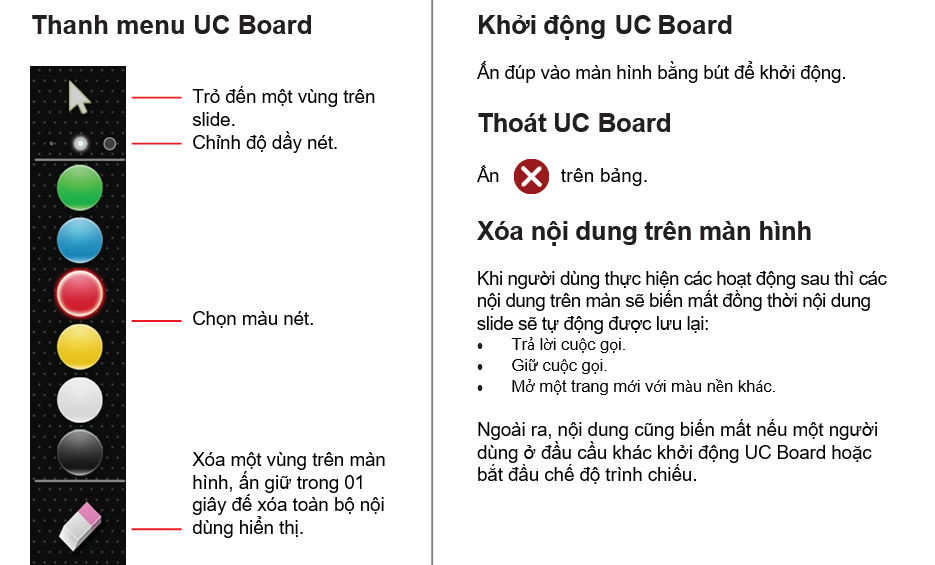 Thanh menu UC Board
Trỏ đến một vùng trên
slide.
Chỉnh độ dầy nét.
Chọn màu nét.
Xóa một vùng trên màn
hình, ấn giữ trong 01
giây để xóa toàn bộ nội
dùng hiển thị.
Khởi động UC Board
Ấn đúp vào màn hình bằng bút để khởi động.
Thoát UC Board
Ấn trên bảng.
Xóa nội dung trên màn hình
Khi người dùng thực hiện các hoạt động sau thì các
nội dung trên màn sẽ biến mất đồng thời nội dung
slide sẽ tự động được lưu lại:
• Trả lời cuộc gọi.
• Giữ cuộc gọi.
• Mở một trang mới với màu nền khác.
Ngoài ra, nội dung cũng biến mất nếu một người
dùng ở đầu cầu khác khởi động UC Board hoặc
bắt đầu chế độ trình chiếu.